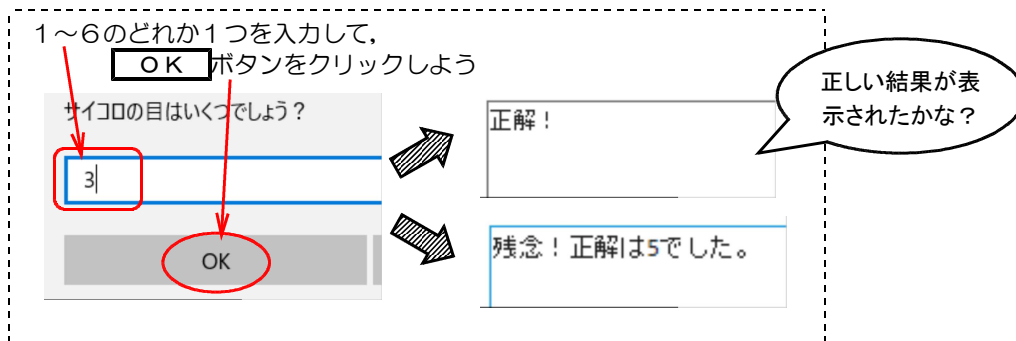 １～６のどれか１つを入力して，
ＯＫ ボタンをクリックしよう
サイコロの目はいくつでしょう？
3
OK
正解！
残念！正解は5でした。
正しい結果が表
示されたかな？